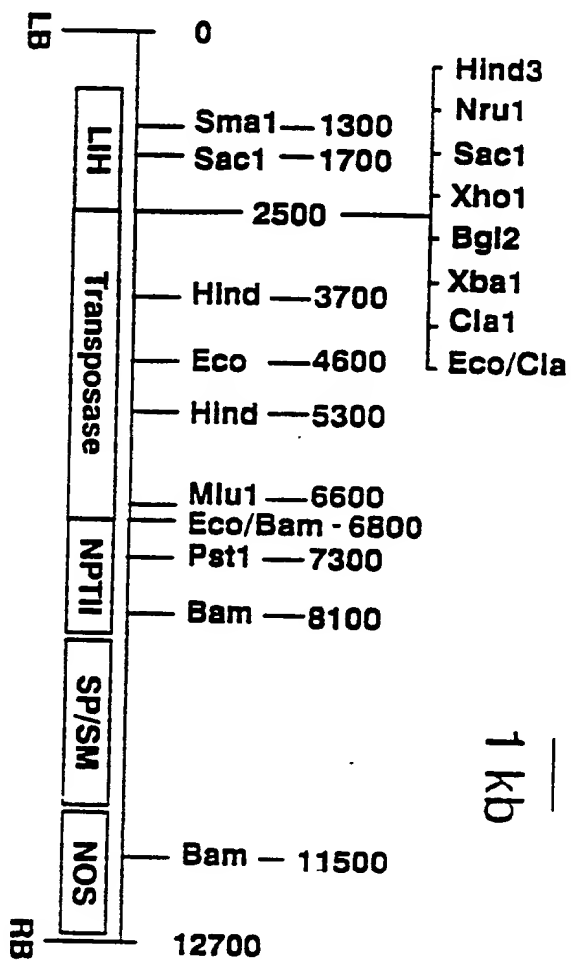 LB
0
Hind3
Nru1
Sac1
Xho1
Bgl2
Xba1
Cla1
Eco/Cla
LIH
Sma1 1300
Sac1 1700
2500
Transposase
Hind 3700
Eco 4600
Hind 5300
Mlu1 6600
Eco/Bam - 6800
NPTII
Pst1 7300
Bam 8100
SP/SM
1 kb
NOS
Bam 11500
RB
12700